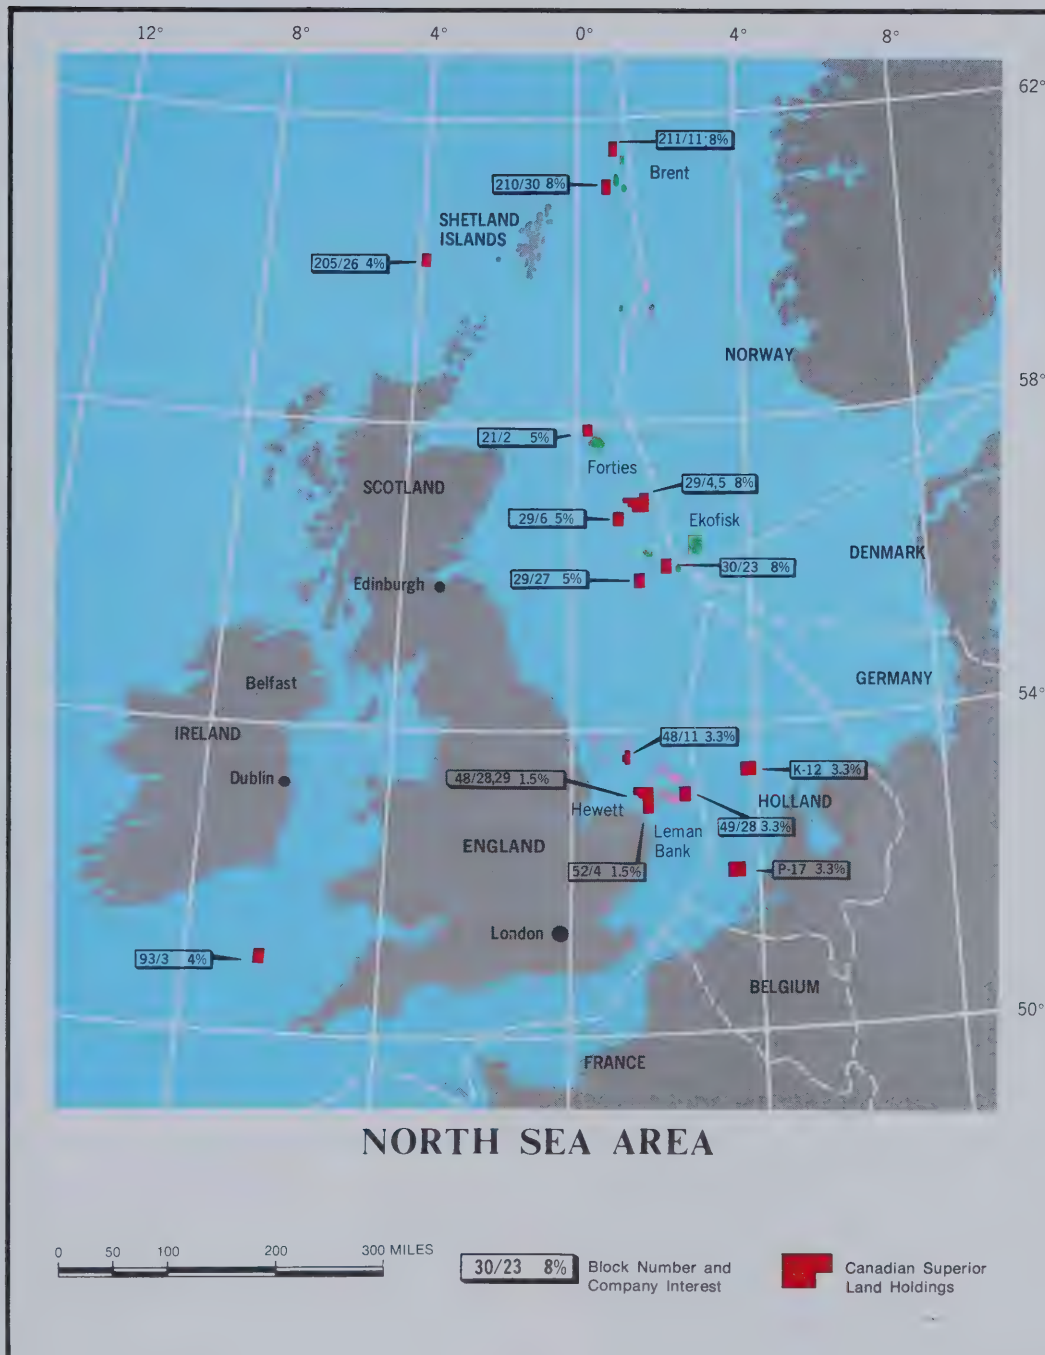 12° 8° 4° 0° 4° 8°
62°
211/11 8%
Brent
210/30 8%
SHETLAND
ISLANDS
205/26 4%
NORWAY
58°
21/2 5%
Forties
SCOTLAND
29/4,5 8%
29/6 5%
Ekofisk
DENMARK
30/23 8%
29/27 5%
Edinburgh
GERMANY
Belfast
54°
IRELAND
48/11 3.3%
K-12 3.3%
Dublin
48/28,29 1.5%
HOLLAND
Hewett
49/28 3.3%
Leman
Bank
ENGLAND
52/4 1.5%
P-17 3.3%
London
93/3 4%
BELGIUM
50°
FRANCE
NORTH SEA AREA
0 50 100 200 300 MILES
30/23 8%
Block Number and
Company Interest
Canadian Superior
Land Holdings